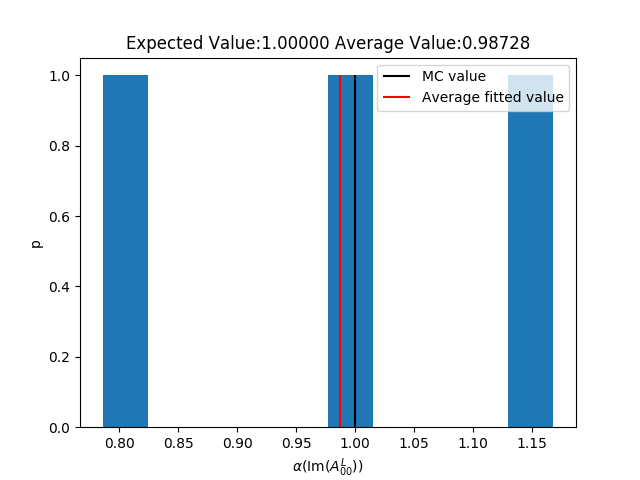 Expected Value:1.00000 Average Value:0.98728
MC value
Average fitted value
1.0
0.8
0.6
0.4
0.2
0.0
p
0.80 0.85 0.90 0.95 1.00 1.05 1.10 1.15
α(Im(A^L_00))